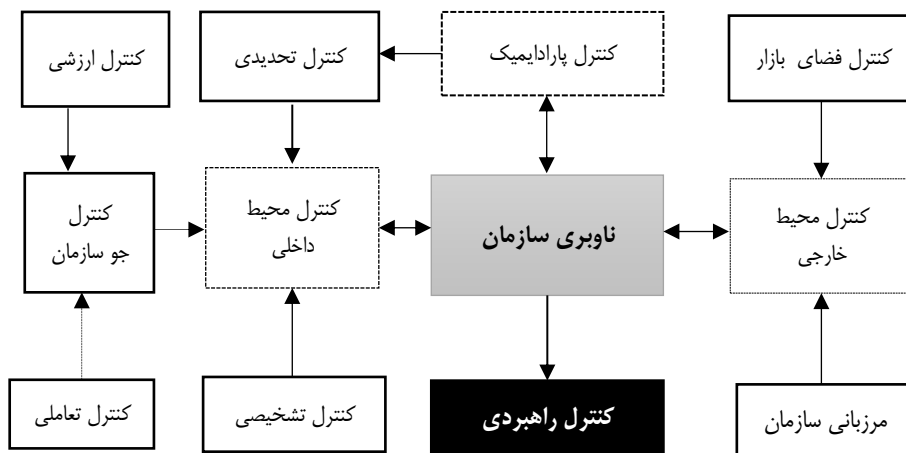 کنترل فضای بازار
کنترل پارادایمیک
کنترل تحدیدی
کنترل ارزشی
کنترل محیط
خارجی
ناوبری سازمان
کنترل محیط
داخلی
کنترل
جو سازمان
مرزبانی سازمان
کنترل راهبردی
کنترل تشخیصی
کنترل تعاملی